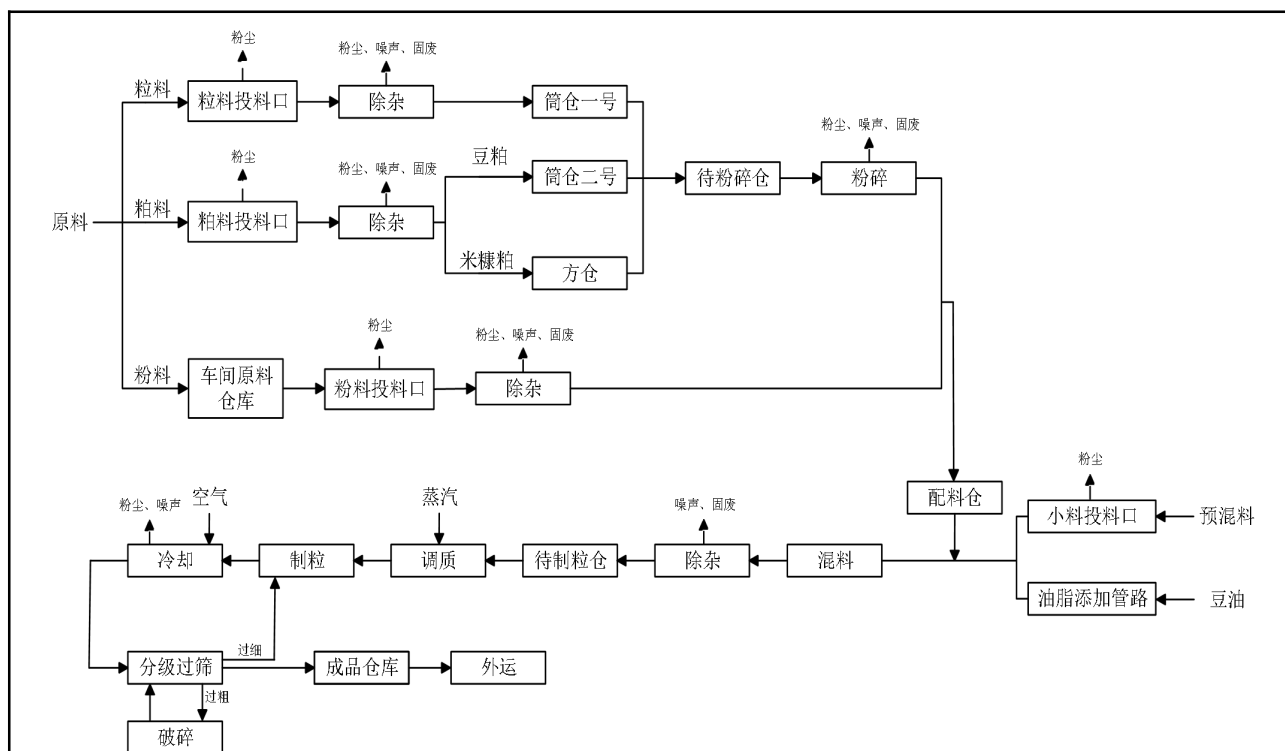 粉尘
粉尘、噪声、固废
粒料
粒料投料口
除杂
筒仓一号
粉尘
粉尘、噪声、固废
豆粕
粉尘、噪声、固废
筒仓二号
待粉碎仓
粉碎
原料
粕料
粕料投料口
除杂
米糠粕
方仓
粉尘
粉尘、噪声、固废
粉料
车间原料
仓库
粉料投料口
除杂
粉尘
配料仓
小料投料口
预混料
粉尘、噪声
空气
蒸汽
噪声、固废
冷却
制粒
调质
待制粒仓
除杂
混料
油脂添加管路
豆油
过细
分级过筛
成品仓库
外运
过粗
破碎